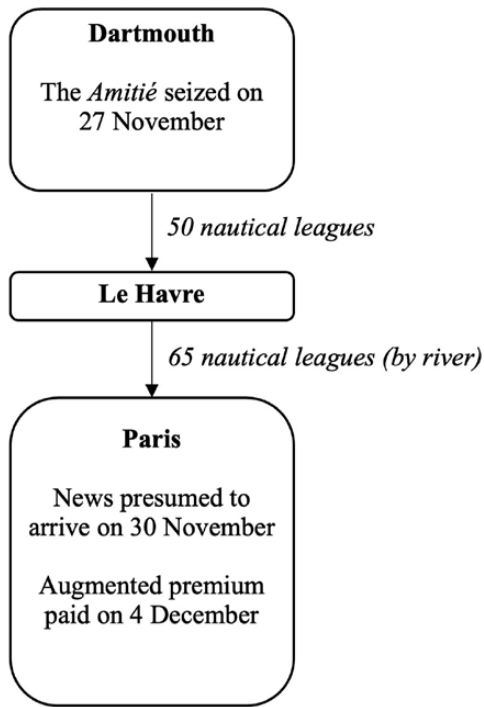 Dartmouth
The Amitié seized on
27 November
50 nautical leagues
Le Havre
65 nautical leagues (by river)
Paris
News presumed to
arrive on 30 November
Augmented premium
paid on 4 December